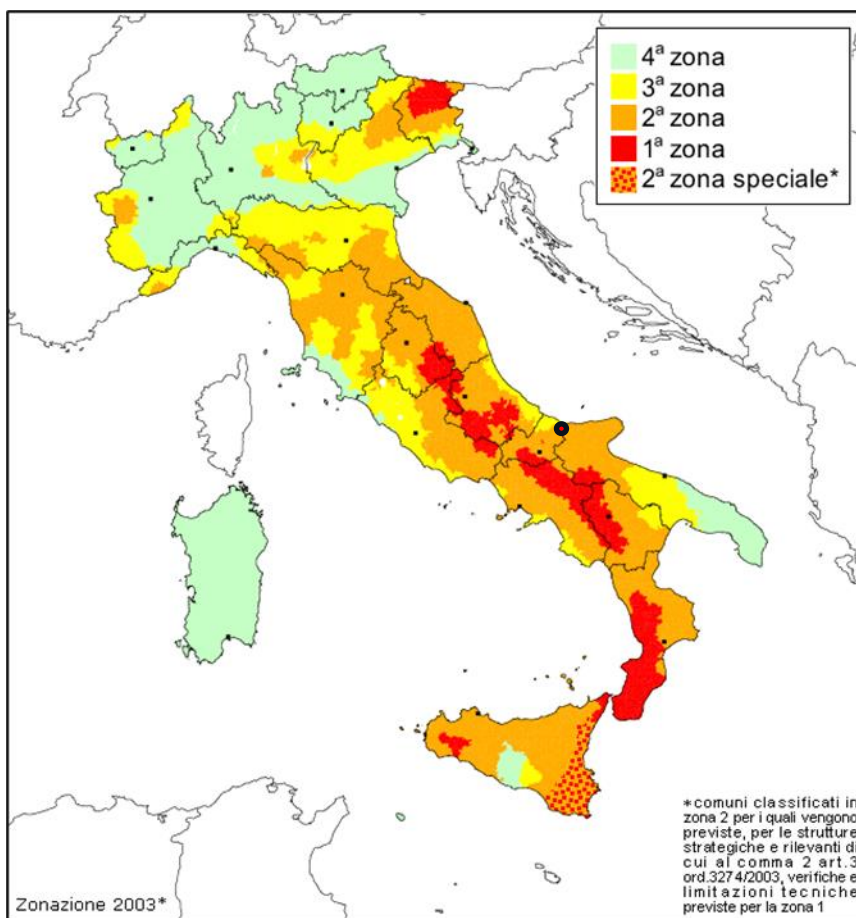 4ª zona
3ª zona
2ª zona
1ª zona
2ª zona speciale*
*comuni classificati in
zona 2 per i quali vengono
previste, per le strutture
strategiche e rilevanti di
cui al comma 2 art.3
ord.3274/2003, verifiche e
limitazioni tecniche
previste per la zona 1
Zonazione 2003*